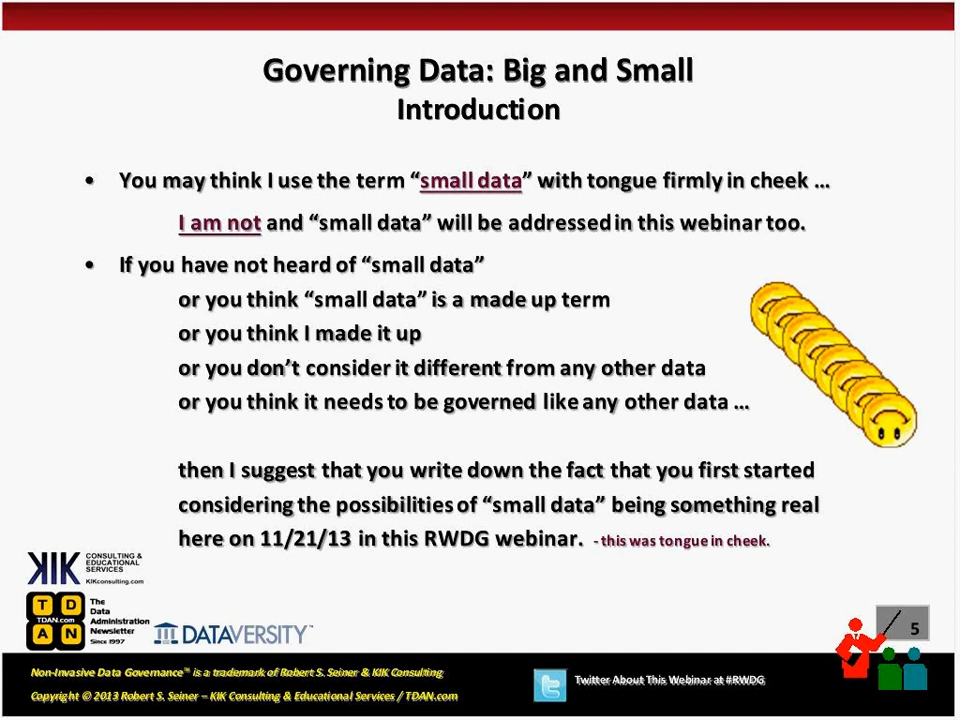 Governing Data: Big and Small
Introduction
• You may think I use the term “small data” with tongue firmly in cheek …
I am not and “small data” will be addressed in this webinar too.
• If you have not heard of “small data”
or you think “small data” is a made up term
or you think I made it up
or you don’t consider it different from any other data
or you think it needs to be governed like any other data …
then I suggest that you write down the fact that you first started
considering the possibilities of “small data” being something real
here on 11/21/13 in this RWDG webinar. - this was tongue in cheek.
KIK
CONSULTING &
EDUCATIONAL
SERVICES
KIKconsulting.com
T D
TDAN.com
A N
The
Data
Administration
Newsletter
Since 1997
DATAVERSITY™
5
Non-Invasive Data Governance™ is a trademark of Robert S. Seiner & KIK Consulting
Copyright © 2013 Robert S. Seiner – KIK Consulting & Educational Services / TDAN.com
Twitter About This Webinar at #RWDG